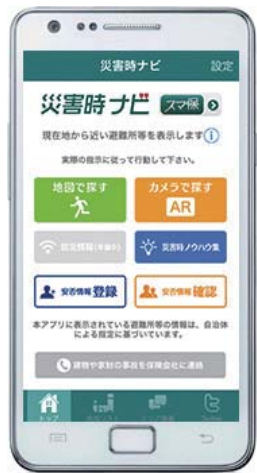 災害時ナビ 設定
災害時ナビ スマ保
現在地から近い避難所等を表示します i
実際の指示に従って行動して下さい。
地図で探す
カメラで探す
AR
災害時ノウハウ集
安否情報 登録
安否情報 確認
本アプリに表示されている避難所等の情報は、自治体
による指定に基づいています。
建物や家財の事故を保険会社に連絡
トップ
Twitter